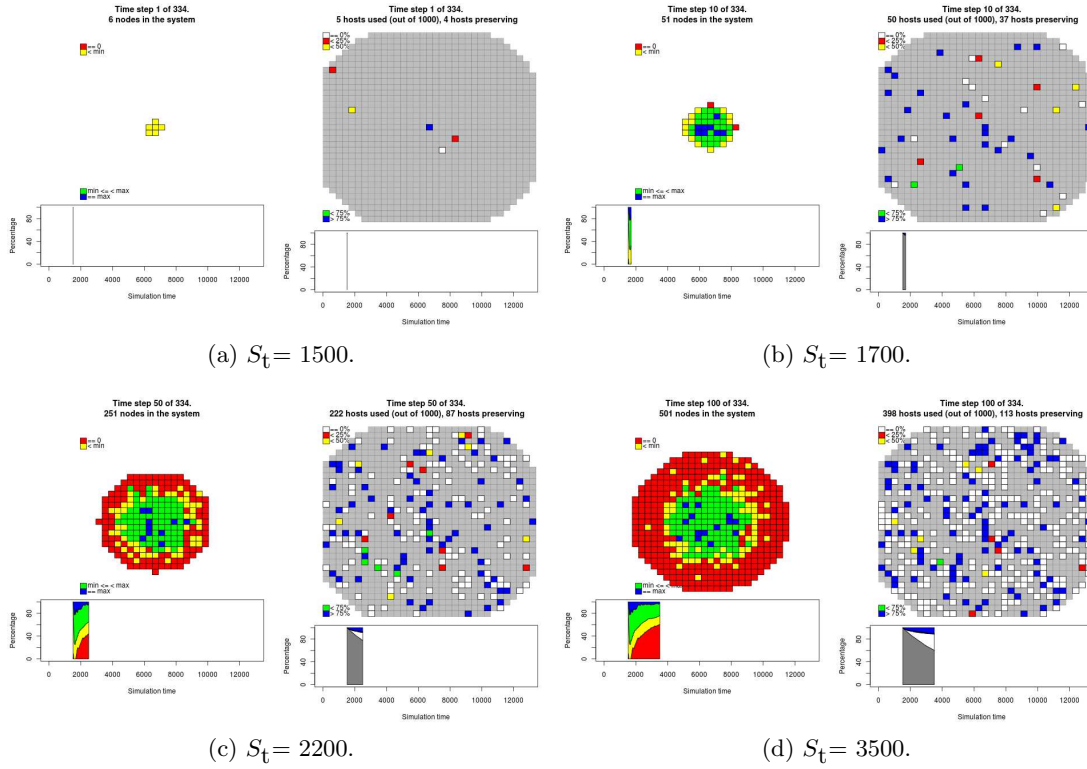 Time step 1 of 334.
6 nodes in the system
== 0
< min
min <= < max
== max
Percentage
0 40 80
0 2000 4000 6000 8000 10000 12000
Simulation time
Time step 1 of 334.
5 hosts used (out of 1000), 4 hosts preserving
== 0%
< 25%
< 50%
< 75%
> 75%
Percentage
0 40 80
0 2000 4000 6000 8000 10000 12000
Simulation time
(a) St= 1500.
Time step 10 of 334.
51 nodes in the system
== 0
< min
min <= < max
== max
Percentage
0 40 80
0 2000 4000 6000 8000 10000 12000
Simulation time
Time step 10 of 334.
50 hosts used (out of 1000), 37 hosts preserving
== 0%
< 25%
< 50%
< 75%
> 75%
Percentage
0 40 80
0 2000 4000 6000 8000 10000 12000
Simulation time
(b) St= 1700.
Time step 50 of 334.
251 nodes in the system
== 0
< min
min <= < max
== max
Percentage
0 40 80
0 2000 4000 6000 8000 10000 12000
Simulation time
Time step 50 of 334.
222 hosts used (out of 1000), 87 hosts preserving
== 0%
< 25%
< 50%
< 75%
> 75%
Percentage
0 40 80
0 2000 4000 6000 8000 10000 12000
Simulation time
(c) St= 2200.
Time step 100 of 334.
501 nodes in the system
== 0
< min
min <= < max
== max
Percentage
0 40 80
0 2000 4000 6000 8000 10000 12000
Simulation time
Time step 100 of 334.
398 hosts used (out of 1000), 113 hosts preserving
== 0%
< 25%
< 50%
< 75%
> 75%
Percentage
0 40 80
0 2000 4000 6000 8000 10000 12000
Simulation time
(d) St= 3500.